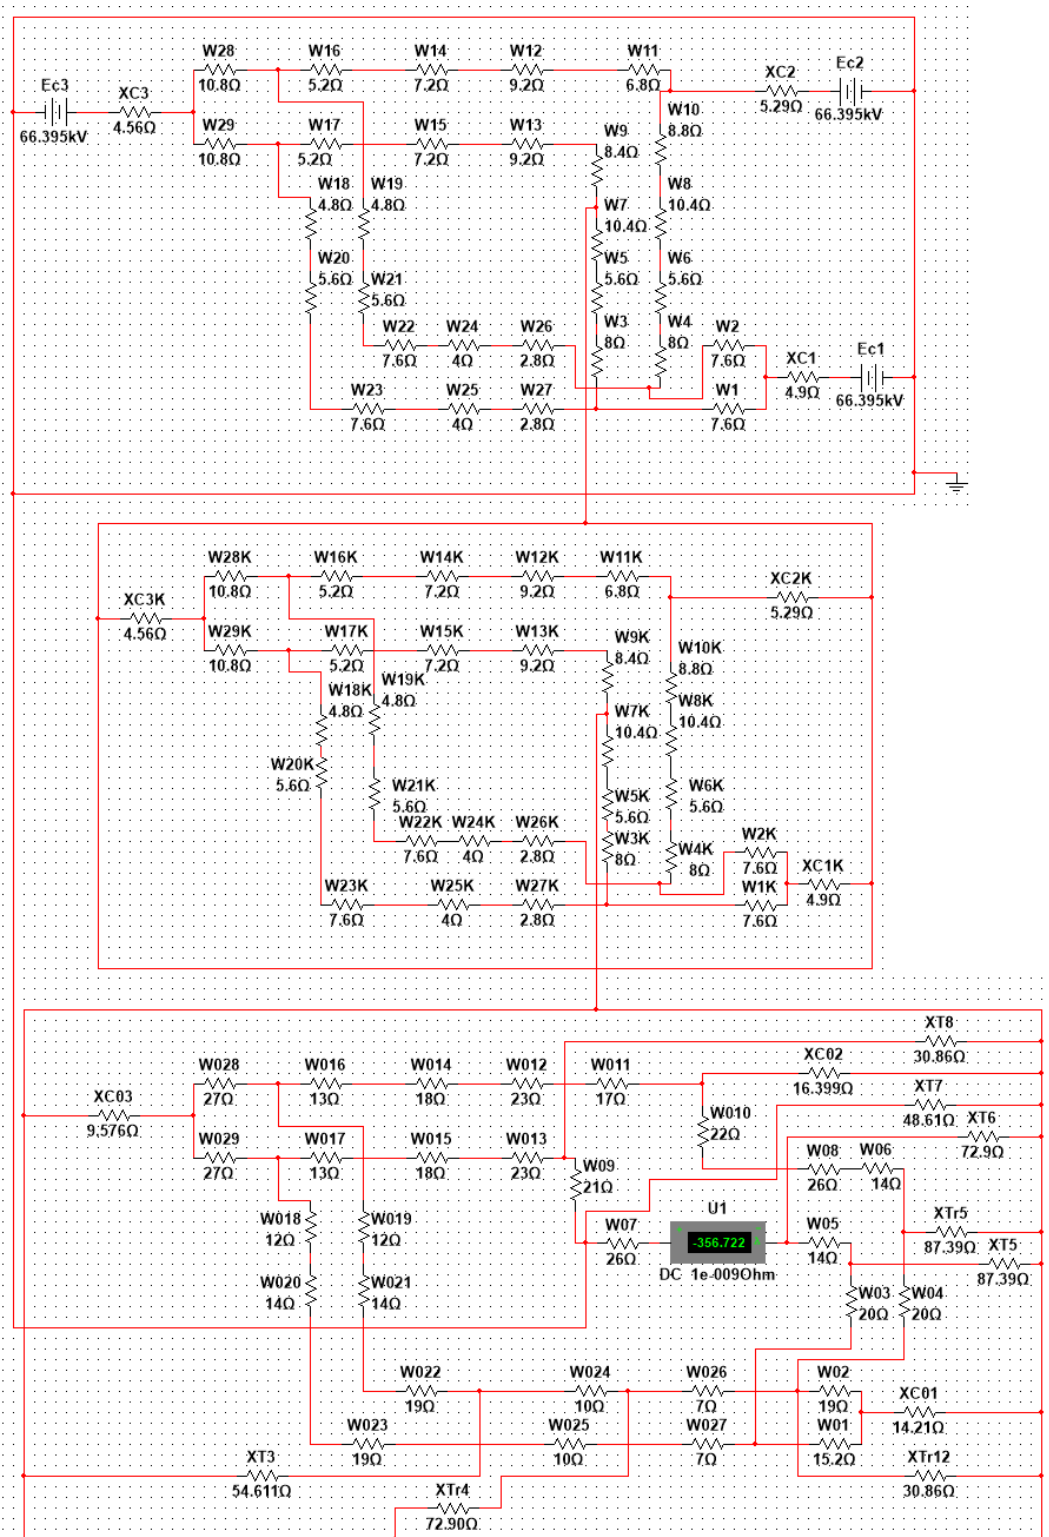 W28 W16 W14 W12 W11
10.8Ω 5.2Ω 7.2Ω 9.2Ω 6.8Ω
Ec3 XC3 XC2 Ec2
66.395kV 4.56Ω 5.29Ω 66.395kV
W29 W17 W15 W13 W9 W10
10.8Ω 5.2Ω 7.2Ω 9.2Ω 8.4Ω 8.8Ω
W18 W19 W7 W8
4.8Ω 4.8Ω 10.4Ω 10.4Ω
W20 W21 W5 W6
5.6Ω 5.6Ω 5.6Ω 5.6Ω
W22 W24 W26 W3 W4 W2
7.6Ω 4Ω 2.8Ω 8Ω 8Ω 7.6Ω
XC1 Ec1
4.9Ω 66.395kV
W23 W25 W27 W1
7.6Ω 4Ω 2.8Ω 7.6Ω
W28K W16K W14K W12K W11K
10.8Ω 5.2Ω 7.2Ω 9.2Ω 6.8Ω
XC3K XC2K
4.56Ω 5.29Ω
W29K W17K W15K W13K W9K W10K
10.8Ω 5.2Ω 7.2Ω 9.2Ω 8.4Ω 8.8Ω
W18K W19K W7K W8K
4.8Ω 4.8Ω 10.4Ω 10.4Ω
W20K W21K W5K W6K
5.6Ω 5.6Ω 5.6Ω 5.6Ω
W22K W24K W26K W3K W4K W2K
7.6Ω 4Ω 2.8Ω 8Ω 8Ω 7.6Ω
XC1K
4.9Ω
W23K W25K W27K W1K
7.6Ω 4Ω 2.8Ω 7.6Ω
XT8
30.86Ω
W028 W016 W014 W012 W011 XC02
27Ω 13Ω 18Ω 23Ω 17Ω 16.399Ω
XC03 W010 XT7
9.576Ω 22Ω 48.61Ω
XT6
72.9Ω
W029 W017 W015 W013 W09 W08 W06
27Ω 13Ω 18Ω 23Ω 21Ω 26Ω 14Ω
W018 W019 W07 U1 W05 XTr5
12Ω 12Ω 26Ω -356.722 A 14Ω 87.39Ω
DC 1e-009Ohm
XT5
87.39Ω
W020 W021 W03 W04
14Ω 14Ω 20Ω 20Ω
W022 W024 W026 W02
19Ω 10Ω 7Ω 19Ω
XC01
14.21Ω
W023 W025 W027 W01
19Ω 10Ω 7Ω 15.2Ω
XT3 XTr12
54.611Ω 30.86Ω
XTr4
72.90Ω